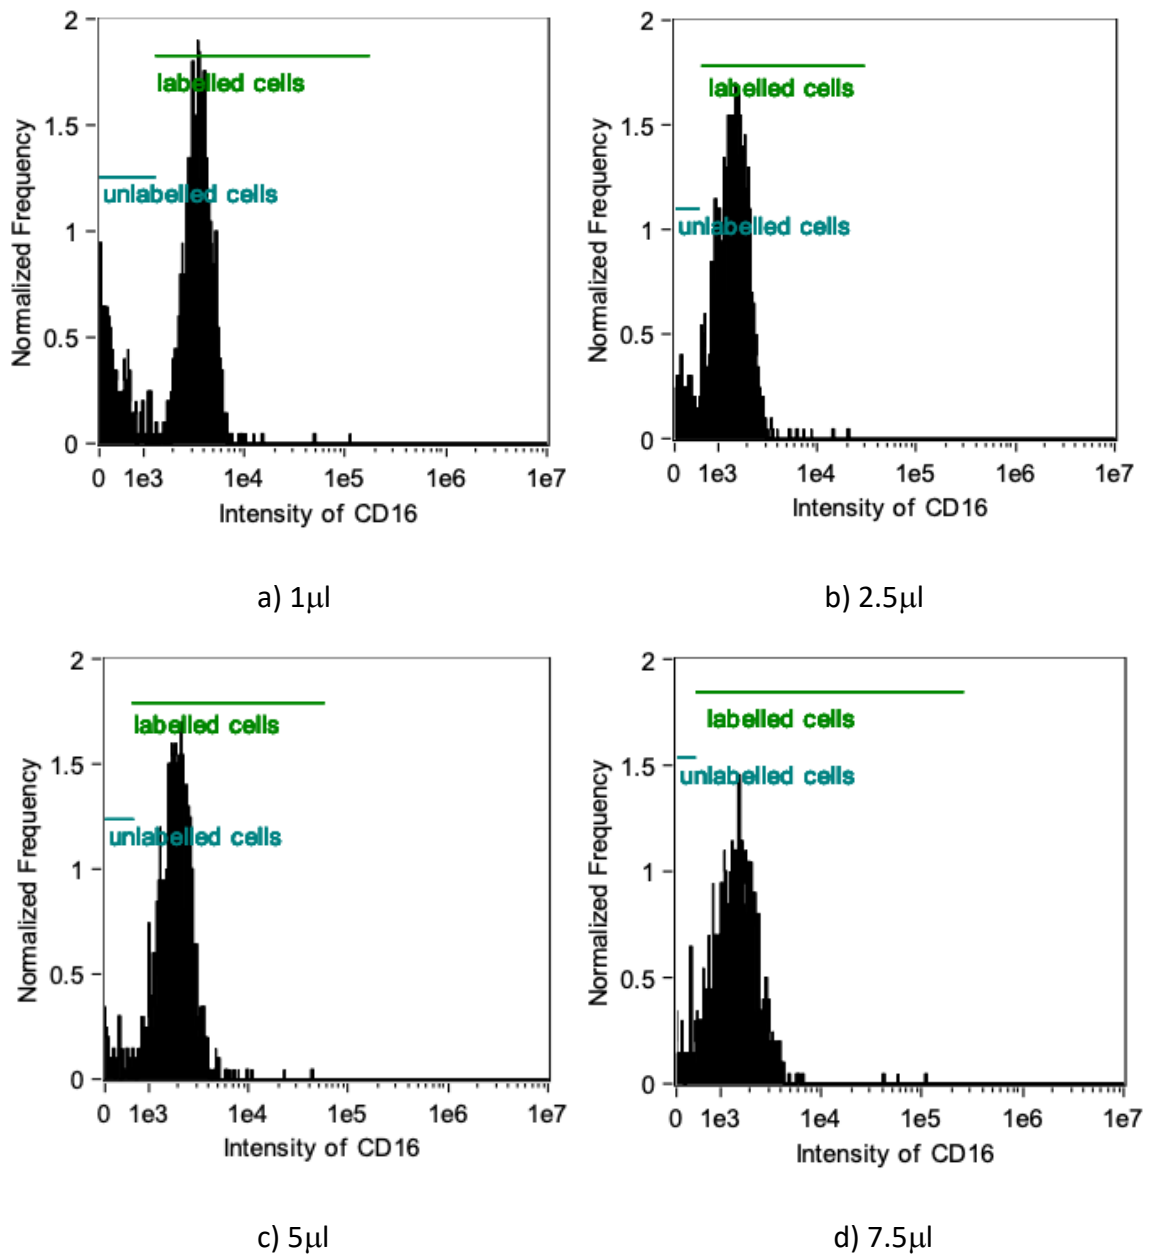 2
1.5
1
0.5
0
Normalized Frequency
labelled cells
unlabelled cells
0 1e3 1e4 1e5 1e6 1e7
Intensity of CD16
a) 1µl
2
1.5
1
0.5
0
Normalized Frequency
labelled cells
unlabelled cells
0 1e3 1e4 1e5 1e6 1e7
Intensity of CD16
b) 2.5µl
2
1.5
1
0.5
0
Normalized Frequency
labelled cells
unlabelled cells
0 1e3 1e4 1e5 1e6 1e7
Intensity of CD16
c) 5µl
2
1.5
1
0.5
0
Normalized Frequency
labelled cells
unlabelled cells
0 1e3 1e4 1e5 1e6 1e7
Intensity of CD16
d) 7.5µl